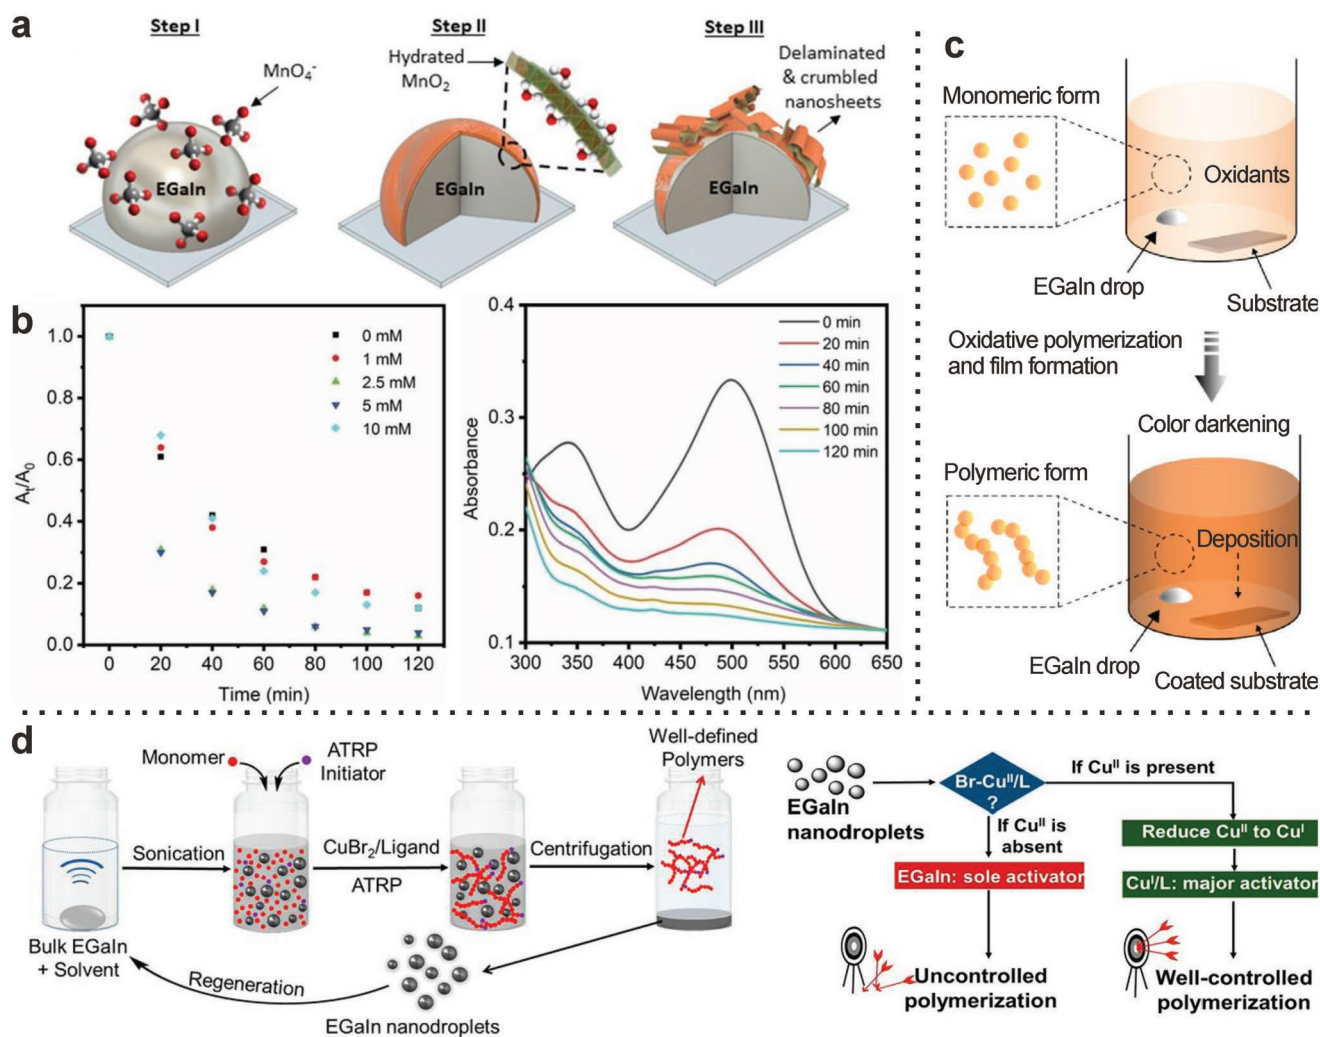 a
Step I
MnO4-
EGaIn
Step II
Hydrated
MnO2
EGaIn
Step III
Delaminated
& crumbled
nanosheets
EGaIn
b
At/A0
1.0
0.8
0.6
0.4
0.2
0.0
0 mM
1 mM
2.5 mM
5 mM
10 mM
0 20 40 60 80 100 120
Time (min)
Absorbance
0.4
0.3
0.2
0.1
0 min
20 min
40 min
60 min
80 min
100 min
120 min
300 350 400 450 500 550 600 650
Wavelength (nm)
c
Monomeric form
Oxidants
EGaIn drop
Substrate
Oxidative polymerization
and film formation
Color darkening
Polymeric form
Deposition
EGaIn drop
Coated substrate
d
Monomer
ATRP
Initiator
Well-defined
Polymers
Sonication
CuBr2/Ligand
ATRP
Centrifugation
Bulk EGaIn
+ Solvent
Regeneration
EGaIn nanodroplets
EGaIn
nanodroplets
Br-CuII/L
?
If CuII is present
If CuII is
absent
Reduce CuII to CuI
EGaIn: sole activator
CuI/L: major activator
Uncontrolled
polymerization
Well-controlled
polymerization